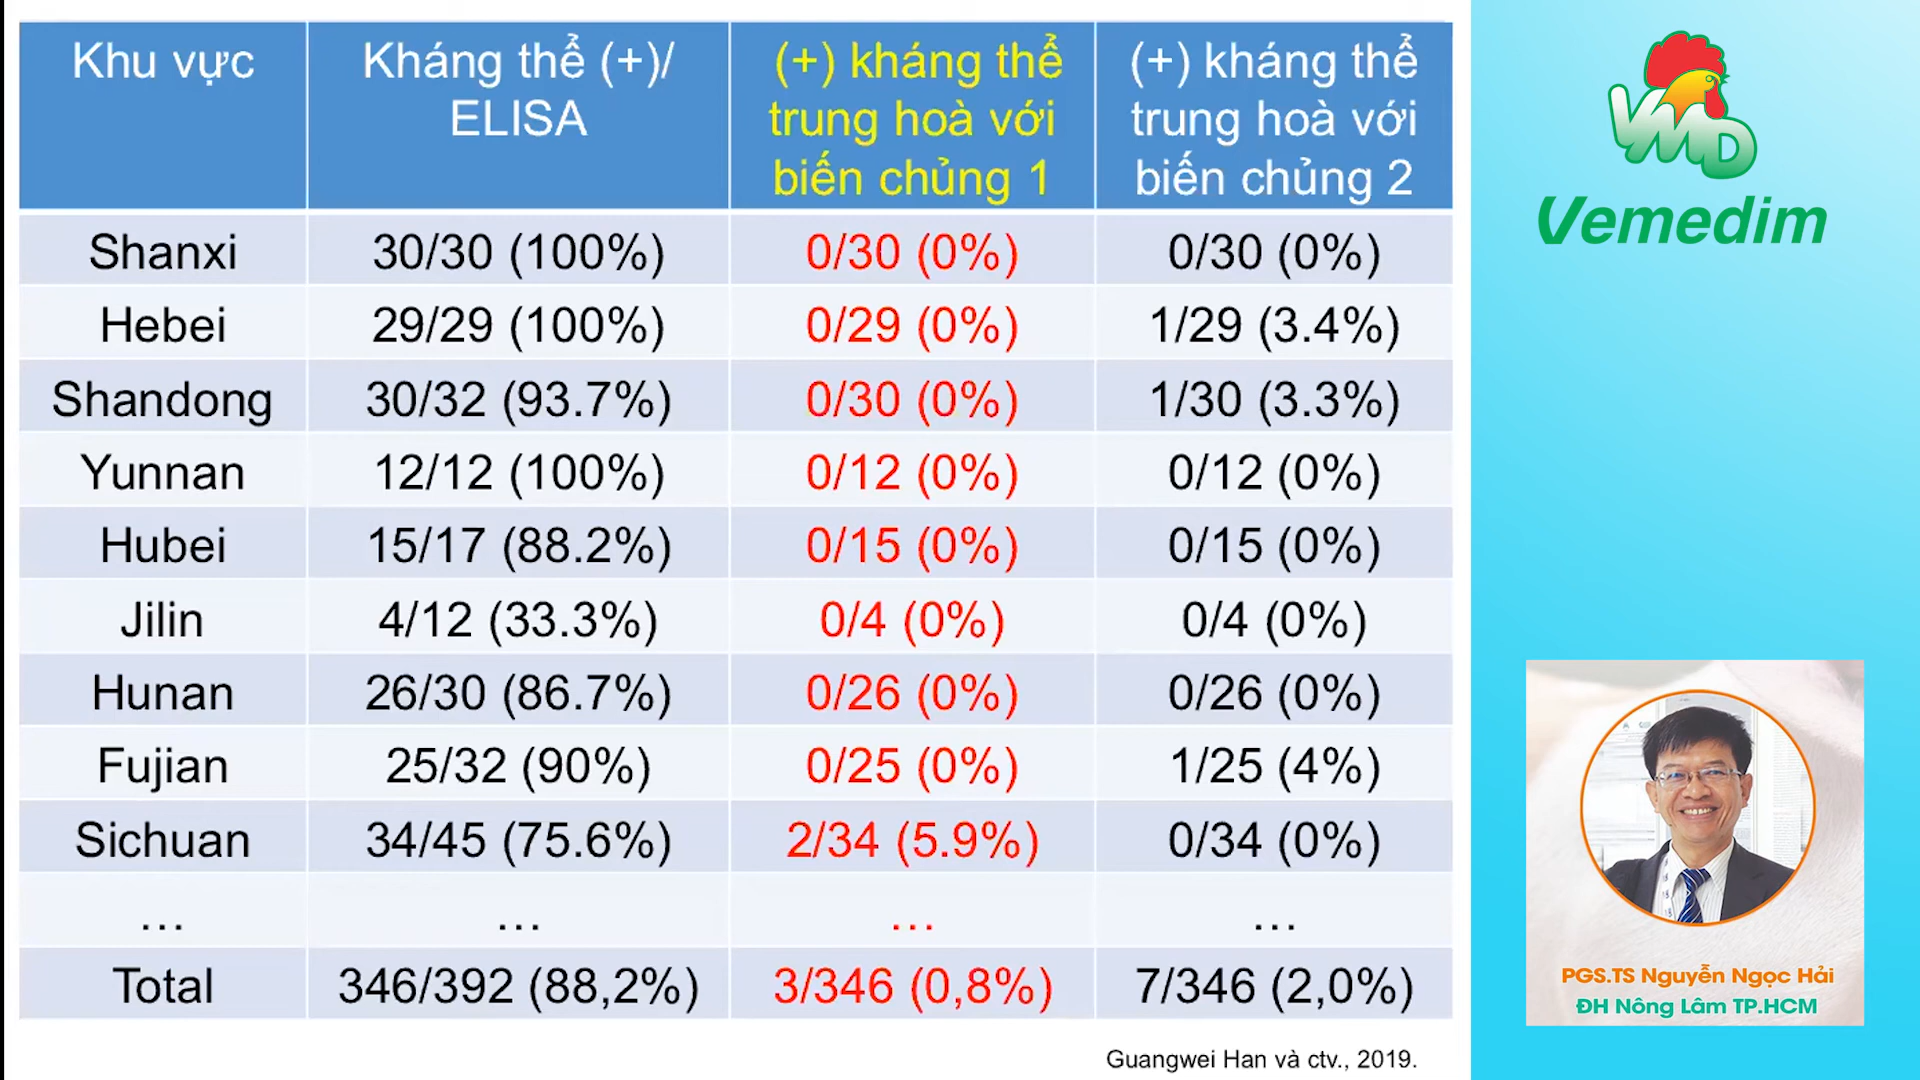 Khu vực
Kháng thể (+)/
ELISA
(+) kháng thể
trung hoà với
biến chủng 1
(+) kháng thể
trung hoà với
biến chủng 2
Shanxi 30/30 (100%) 0/30 (0%) 0/30 (0%)
Hebei 29/29 (100%) 0/29 (0%) 1/29 (3.4%)
Shandong 30/32 (93.7%) 0/30 (0%) 1/30 (3.3%)
Yunnan 12/12 (100%) 0/12 (0%) 0/12 (0%)
Hubei 15/17 (88.2%) 0/15 (0%) 0/15 (0%)
Jilin 4/12 (33.3%) 0/4 (0%) 0/4 (0%)
Hunan 26/30 (86.7%) 0/26 (0%) 0/26 (0%)
Fujian 25/32 (90%) 0/25 (0%) 1/25 (4%)
Sichuan 34/45 (75.6%) 2/34 (5.9%) 0/34 (0%)
… … … …
Total 346/392 (88,2%) 3/346 (0,8%) 7/346 (2,0%)
Guangwei Han và ctv., 2019.
VMD
Vemedim
PGS.TS Nguyễn Ngọc Hải
ĐH Nông Lâm TP.HCM